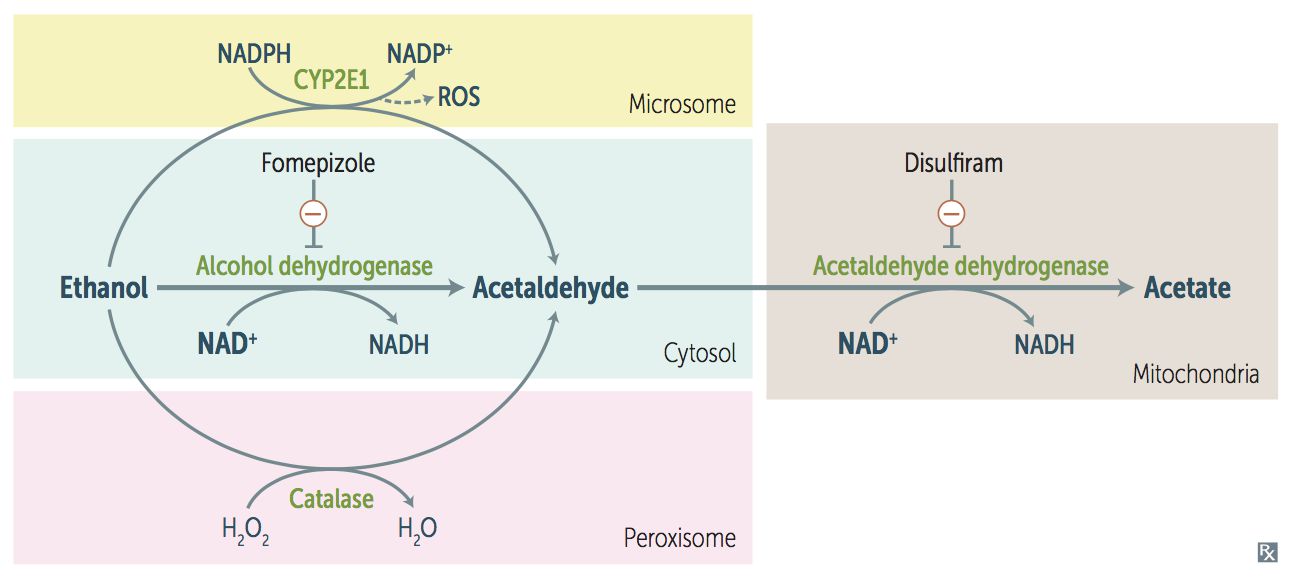 NADPH
NADP⁺
CYP2E1
ROS
Microsome
Fomepizole
Disulfiram
−
−
Alcohol dehydrogenase
Acetaldehyde dehydrogenase
Ethanol
Acetaldehyde
Acetate
NAD⁺
NADH
NAD⁺
NADH
Cytosol
Mitochondria
Catalase
H₂O₂
H₂O
Peroxisome
Rx